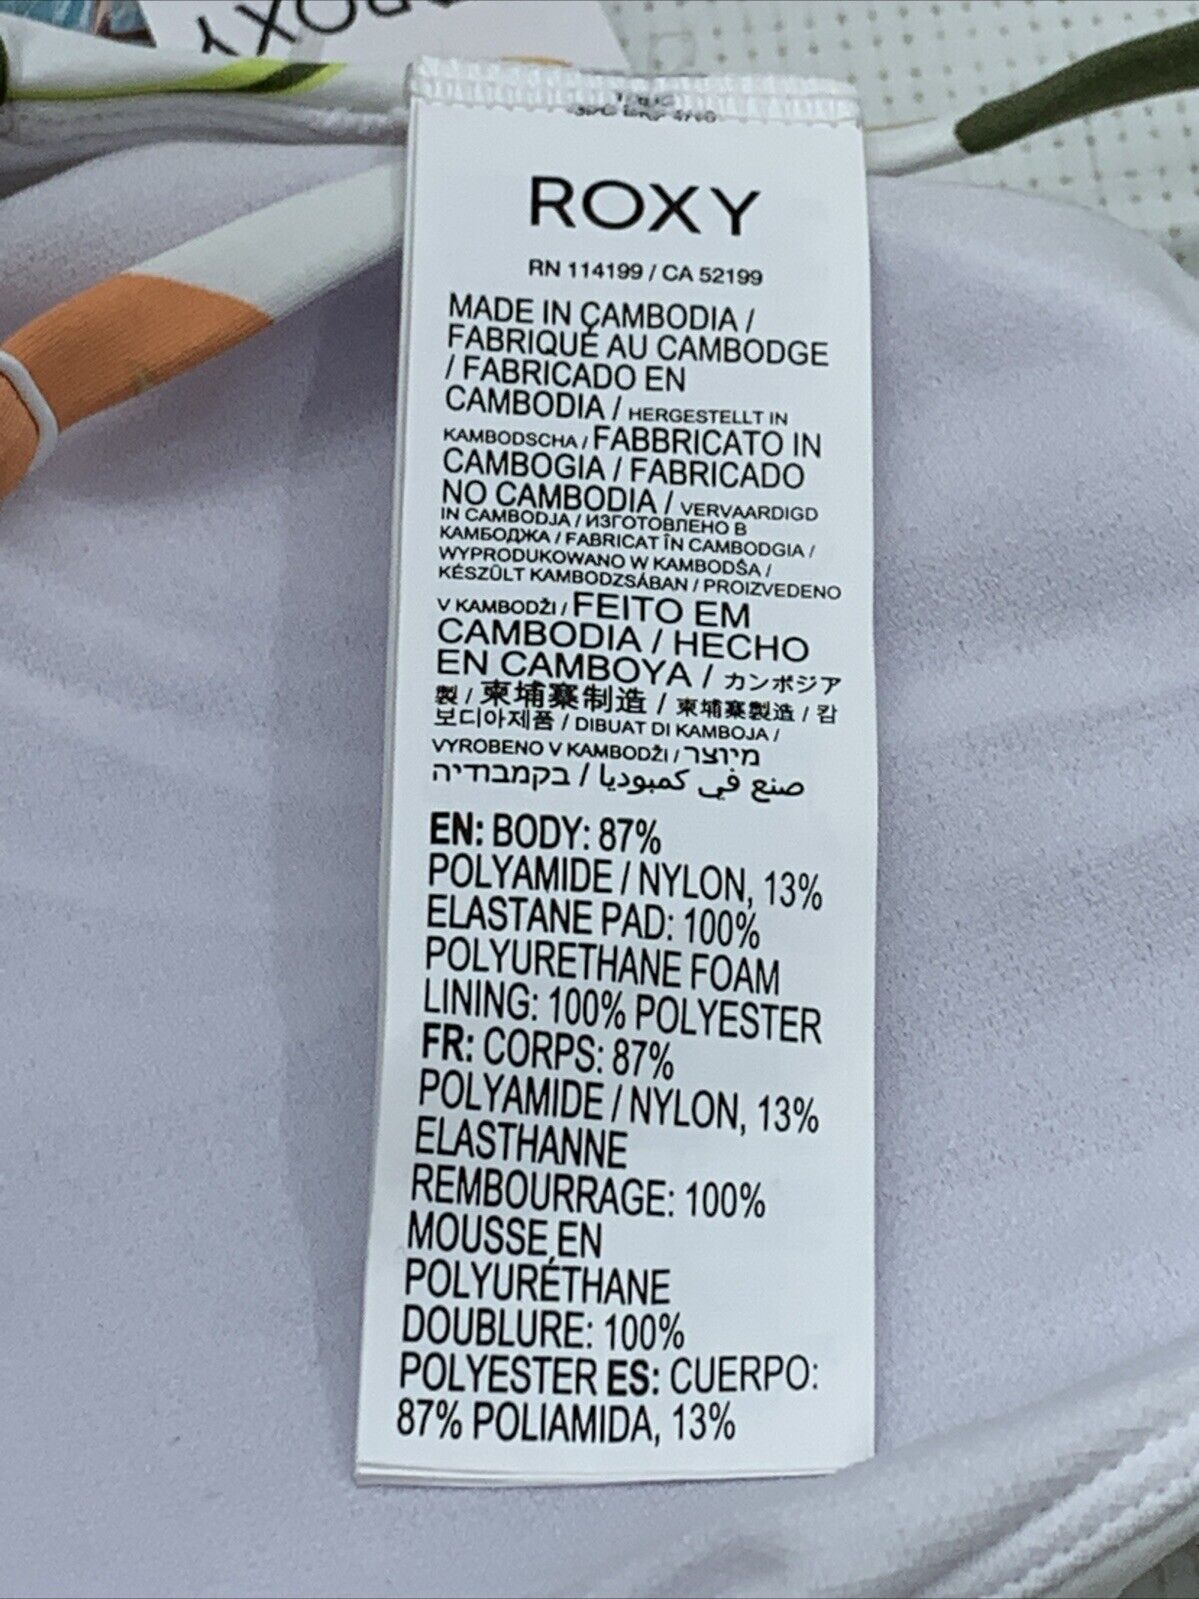 ROXY
ROXY
RN 114199 / CA 52199
MADE IN CAMBODIA /
FABRIQUÉ AU CAMBODGE
/ FABRICADO EN
CAMBODIA / HERGESTELLT IN
KAMBODSCHA / FABBRICATO IN
CAMBOGIA / FABRICADO
NO CAMBODIA / VERVAARDIGD
IN CAMBODJA / ИЗГОТОВЛЕНО В
КАМБОДЖА / FABRICAT ÎN CAMBODGIA /
WYPRODUKOWANO W KAMBODŠA /
KÉSZÜLT KAMBODZSÁBAN / PROIZVEDENO
V KAMBODŽI / FEITO EM
CAMBODIA / HECHO
EN CAMBOYA / カンボジア
製 / 柬埔寨制造 / 柬埔寨製造 / 캄
보디아제품 / DIBUAT DI KAMBOJA /
VYROBENO V KAMBODŽI / מיוצר
בקמבודיה / صنع في كمبوديا
EN: BODY: 87%
POLYAMIDE / NYLON, 13%
ELASTANE PAD: 100%
POLYURETHANE FOAM
LINING: 100% POLYESTER
FR: CORPS: 87%
POLYAMIDE / NYLON, 13%
ELASTHANNE
REMBOURRAGE: 100%
MOUSSE EN
POLYURÉTHANE
DOUBLURE: 100%
POLYESTER ES: CUERPO:
87% POLIAMIDA, 13%